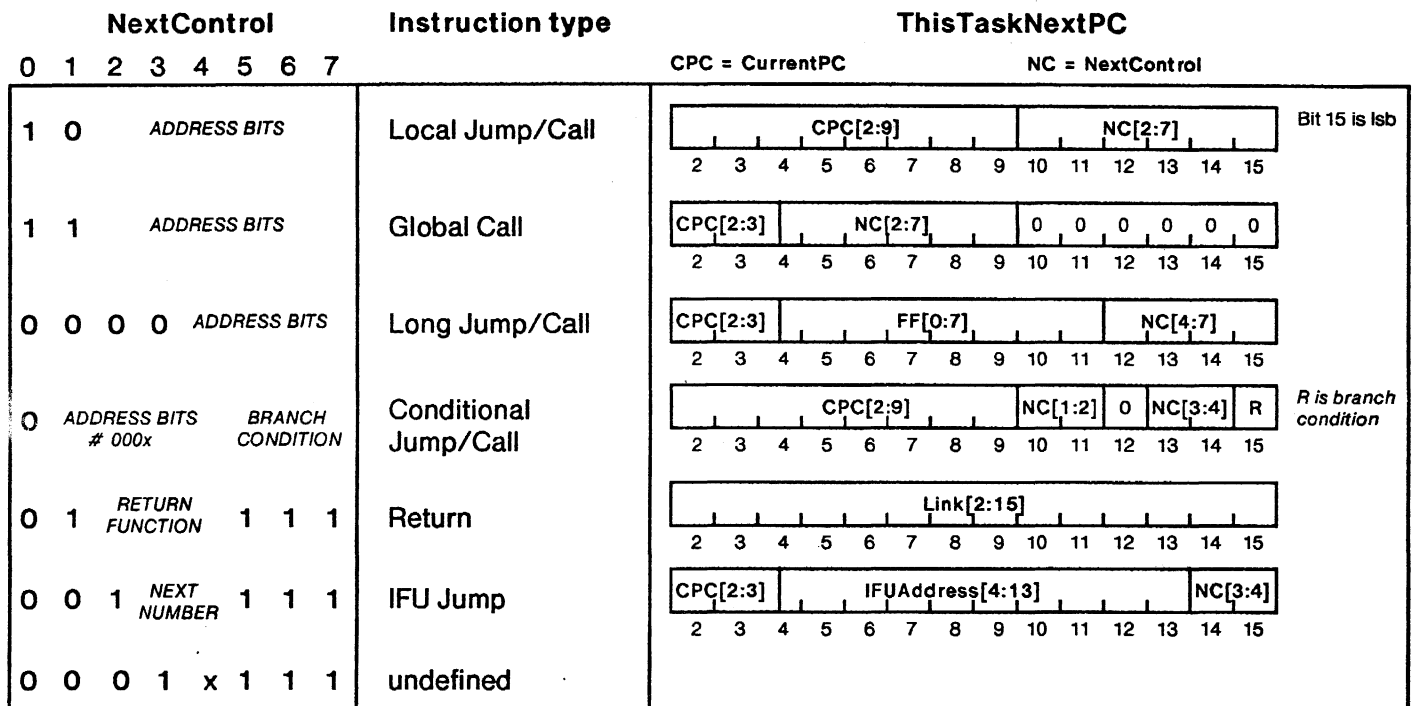 NextControl Instruction type ThisTaskNextPC
0 1 2 3 4 5 6 7 CPC = CurrentPC NC = NextControl
1 0 ADDRESS BITS Local Jump/Call CPC[2:9] NC[2:7] Bit 15 is lsb
2 3 4 5 6 7 8 9 10 11 12 13 14 15
1 1 ADDRESS BITS Global Call CPC[2:3] NC[2:7] 0 0 0 0 0 0
2 3 4 5 6 7 8 9 10 11 12 13 14 15
0 0 0 0 ADDRESS BITS Long Jump/Call CPC[2:3] FF[0:7] NC[4:7]
2 3 4 5 6 7 8 9 10 11 12 13 14 15
0 ADDRESS BITS # 000x BRANCH CONDITION Conditional Jump/Call CPC[2:9] NC[1:2] 0 NC[3:4] R R is branch condition
2 3 4 5 6 7 8 9 10 11 12 13 14 15
0 1 RETURN FUNCTION 1 1 1 Return Link[2:15]
2 3 4 5 6 7 8 9 10 11 12 13 14 15
0 0 1 NEXT NUMBER 1 1 1 IFU Jump CPC[2:3] IFUAddress[4:13] NC[3:4]
2 3 4 5 6 7 8 9 10 11 12 13 14 15
0 0 0 1 x 1 1 1 undefined